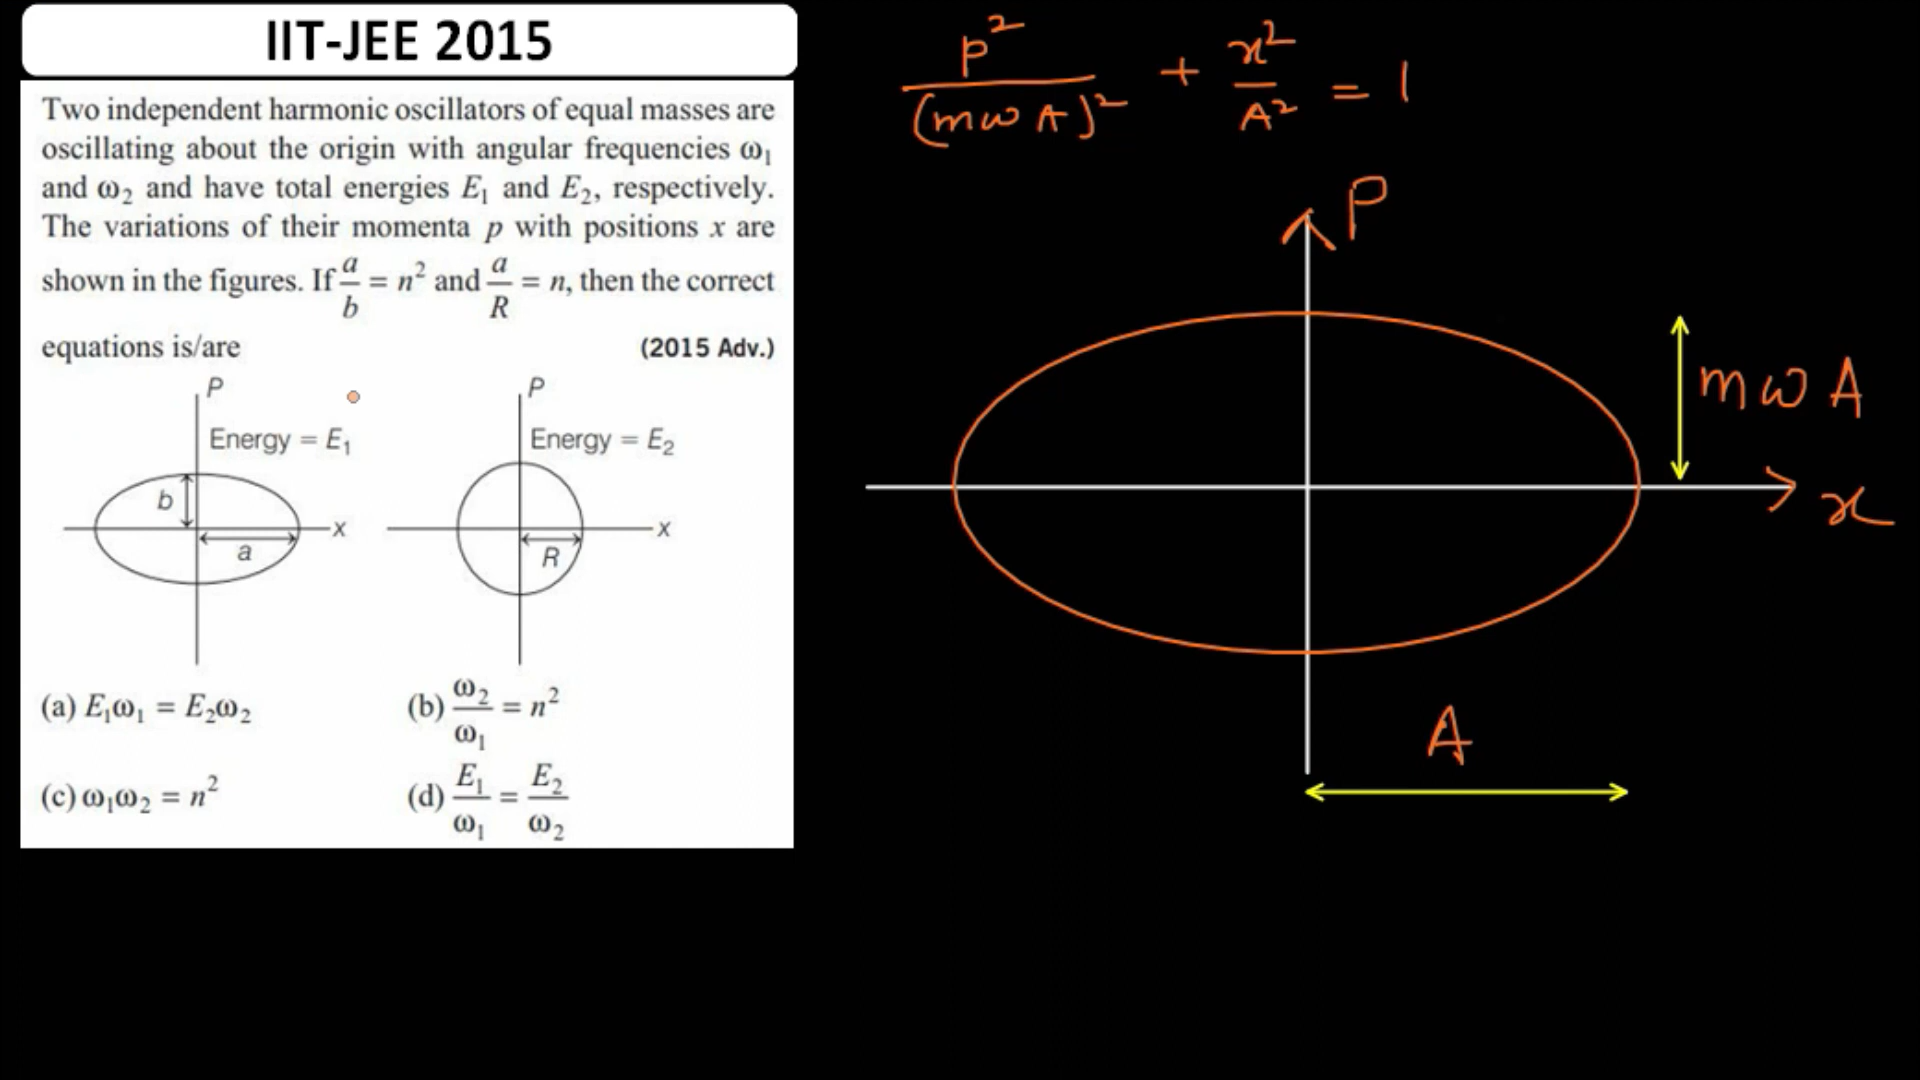 IIT-JEE 2015
Two independent harmonic oscillators of equal masses are
oscillating about the origin with angular frequencies ω₁
and ω₂ and have total energies E₁ and E₂, respectively.
The variations of their momenta p with positions x are
shown in the figures. If a/b = n² and a/R = n, then the correct
equations is/are (2015 Adv.)
P
Energy = E₁
b
a
x
P
Energy = E₂
R
x
(a) E₁ω₁ = E₂ω₂ (b) ω₂/ω₁ = n²
(c) ω₁ω₂ = n² (d) E₁/ω₁ = E₂/ω₂
p²/(mωA)² + x²/A² = 1
P
mωA
x
A